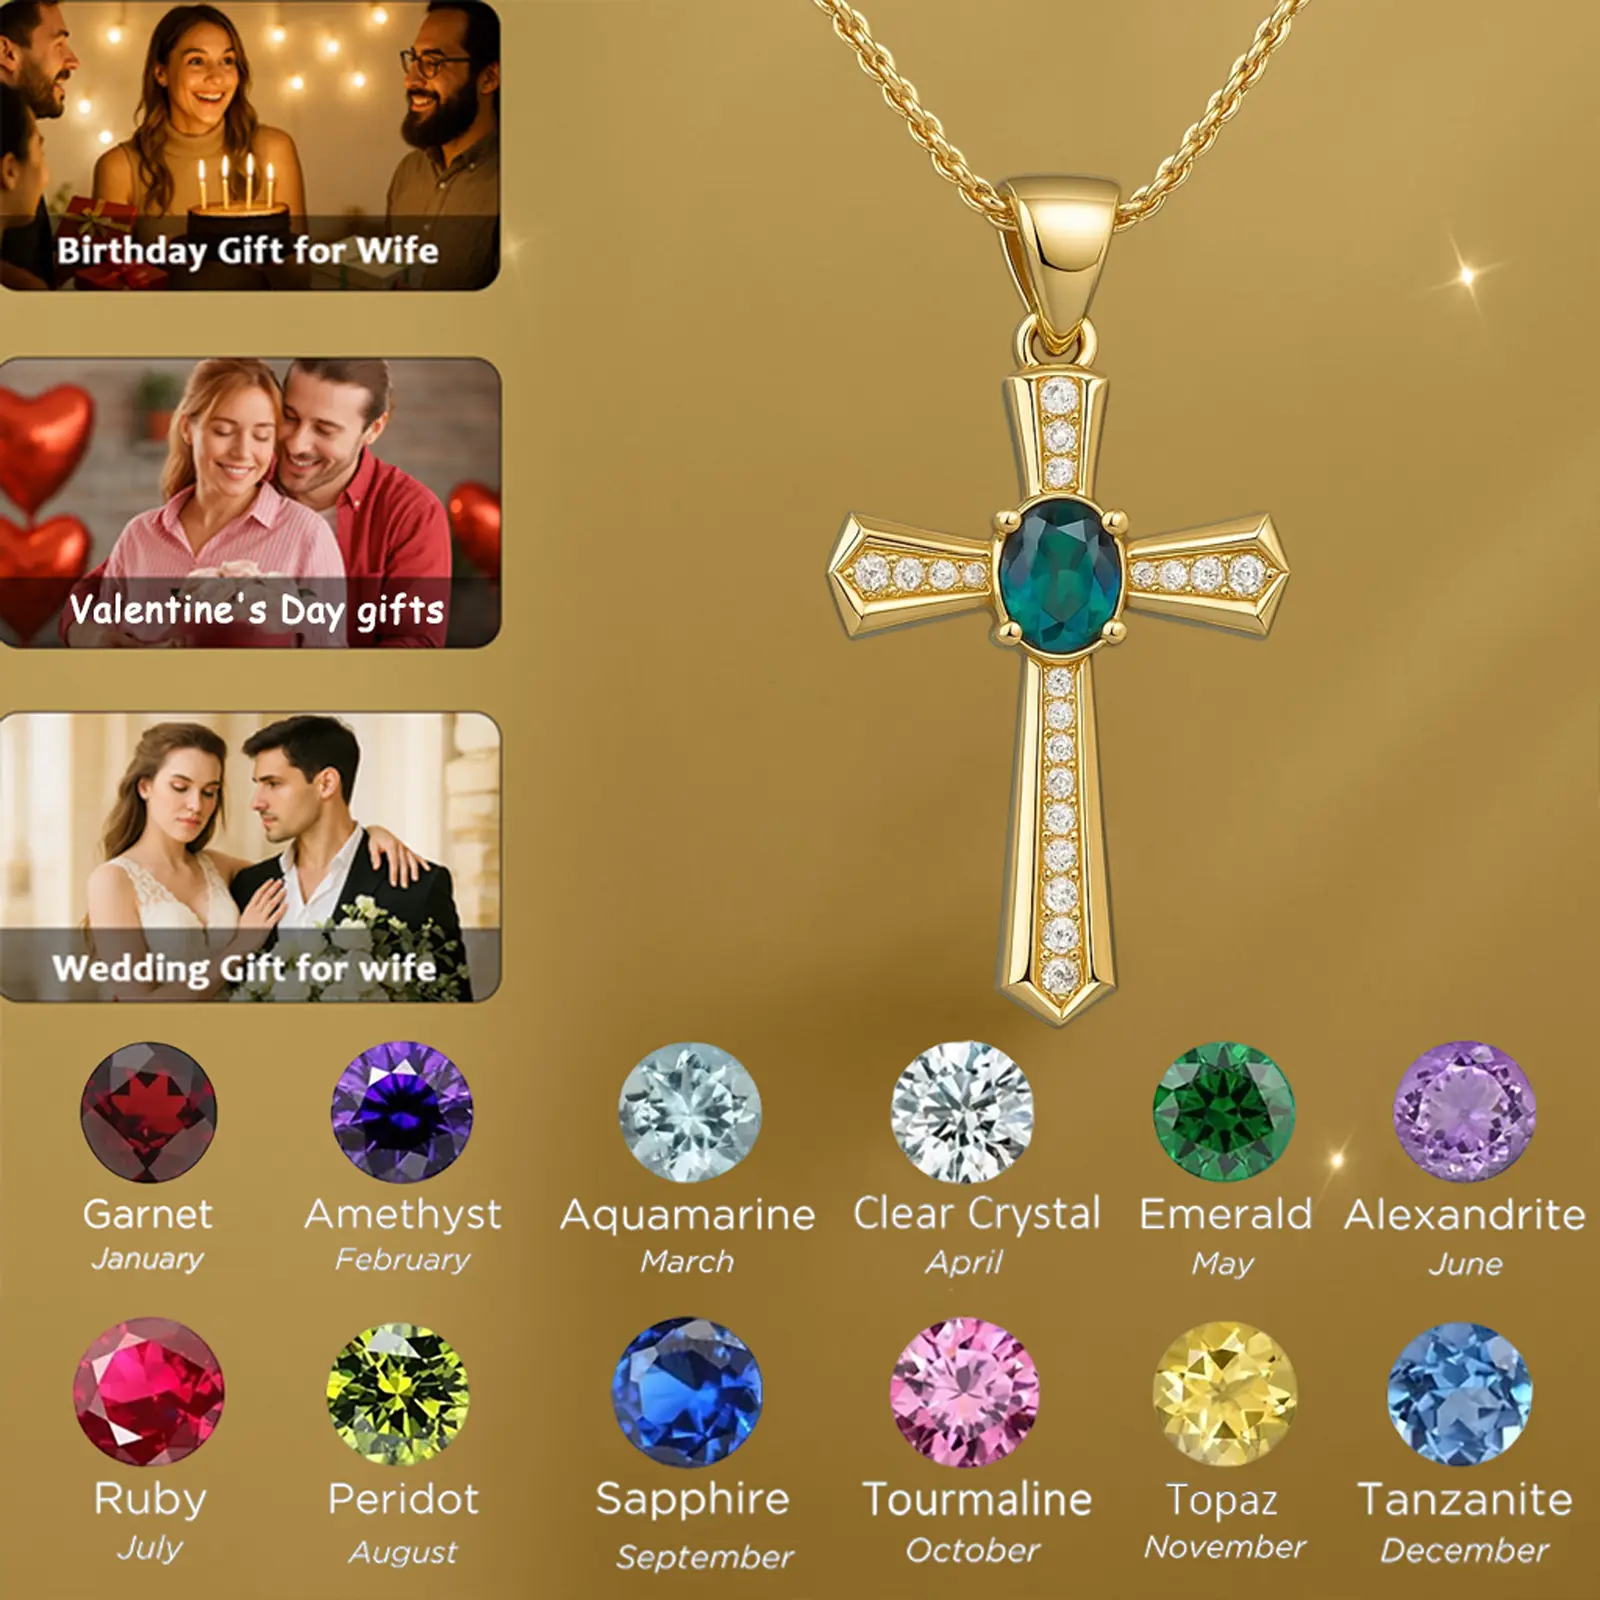 Birthday Gift for Wife
Valentine's Day gifts
Wedding Gift for wife
Garnet
January
Amethyst
February
Aquamarine
March
Clear Crystal
April
Emerald
May
Alexandrite
June
Ruby
July
Peridot
August
Sapphire
September
Tourmaline
October
Topaz
November
Tanzanite
December